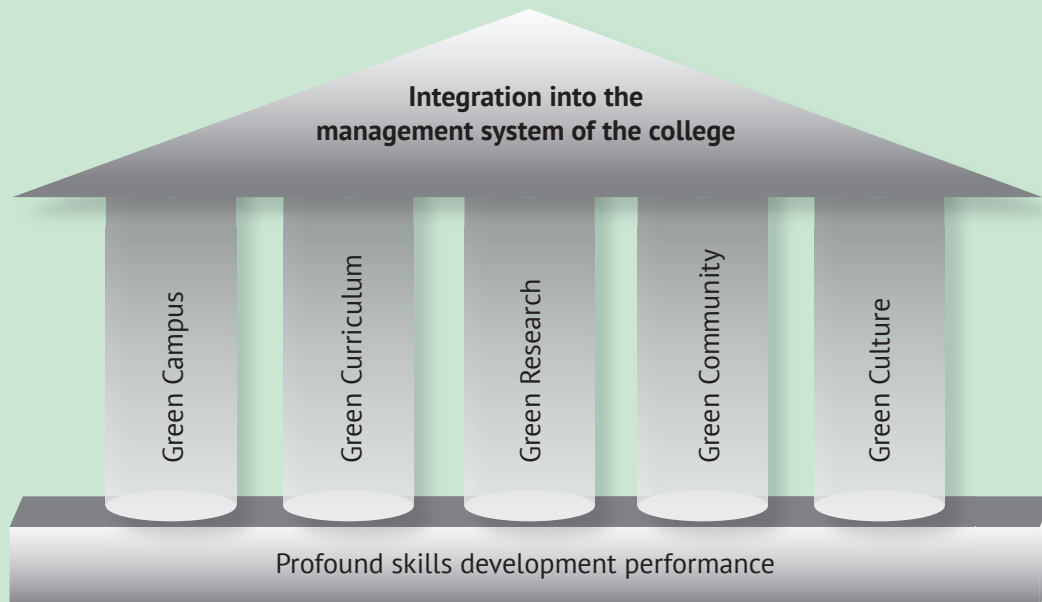 Integration into the
management system of the college
Green Campus
Green Curriculum
Green Research
Green Community
Green Culture
Profound skills development performance